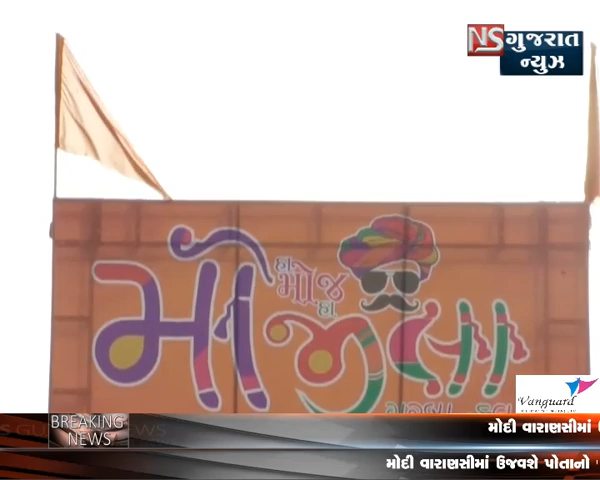 NS ગુજરાત
ન્યુઝ
હા
મોજ
હા
મોજીલા
Vanguard
BREAKING
NEWS
મોદી વારાણસીમાં
મોદી વારાણસીમાં ઉજવશે પોતાનો